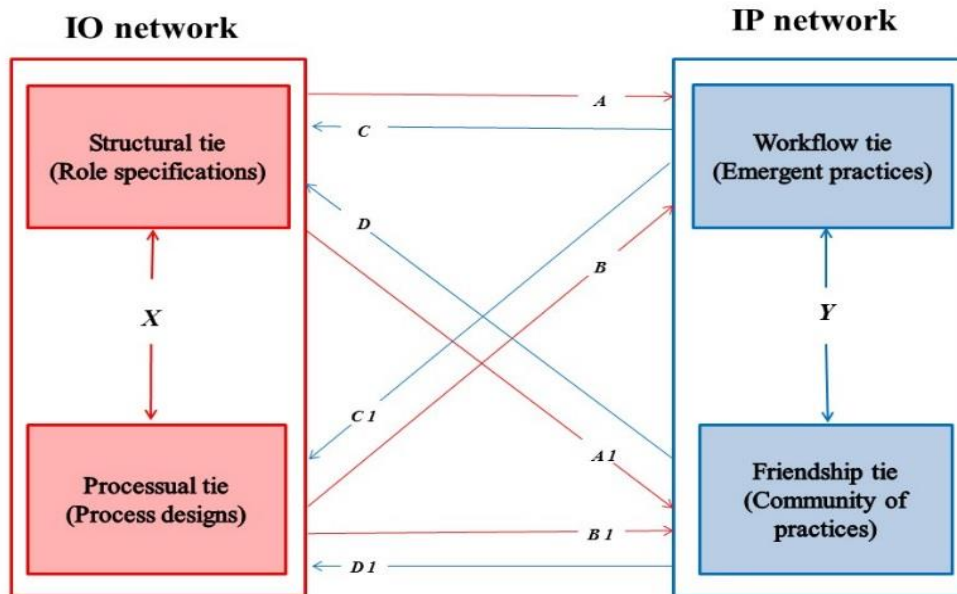 IO network
IP network
Structural tie
(Role specifications)
Workflow tie
(Emergent practices)
A
C
D
B
X
Y
C 1
A 1
Processual tie
(Process designs)
Friendship tie
(Community of
practices)
B 1
D 1